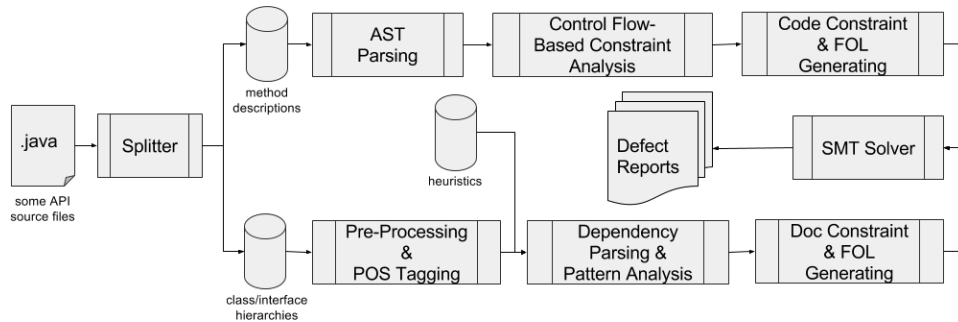 AST
Parsing
Control Flow-
Based Constraint
Analysis
Code Constraint
& FOL
Generating
method
descriptions
.java
Splitter
some API
source files
heuristics
Defect
Reports
SMT Solver
Pre-Processing
&
POS Tagging
Dependency
Parsing &
Pattern Analysis
Doc Constraint
& FOL
Generating
class/interface
hierarchies